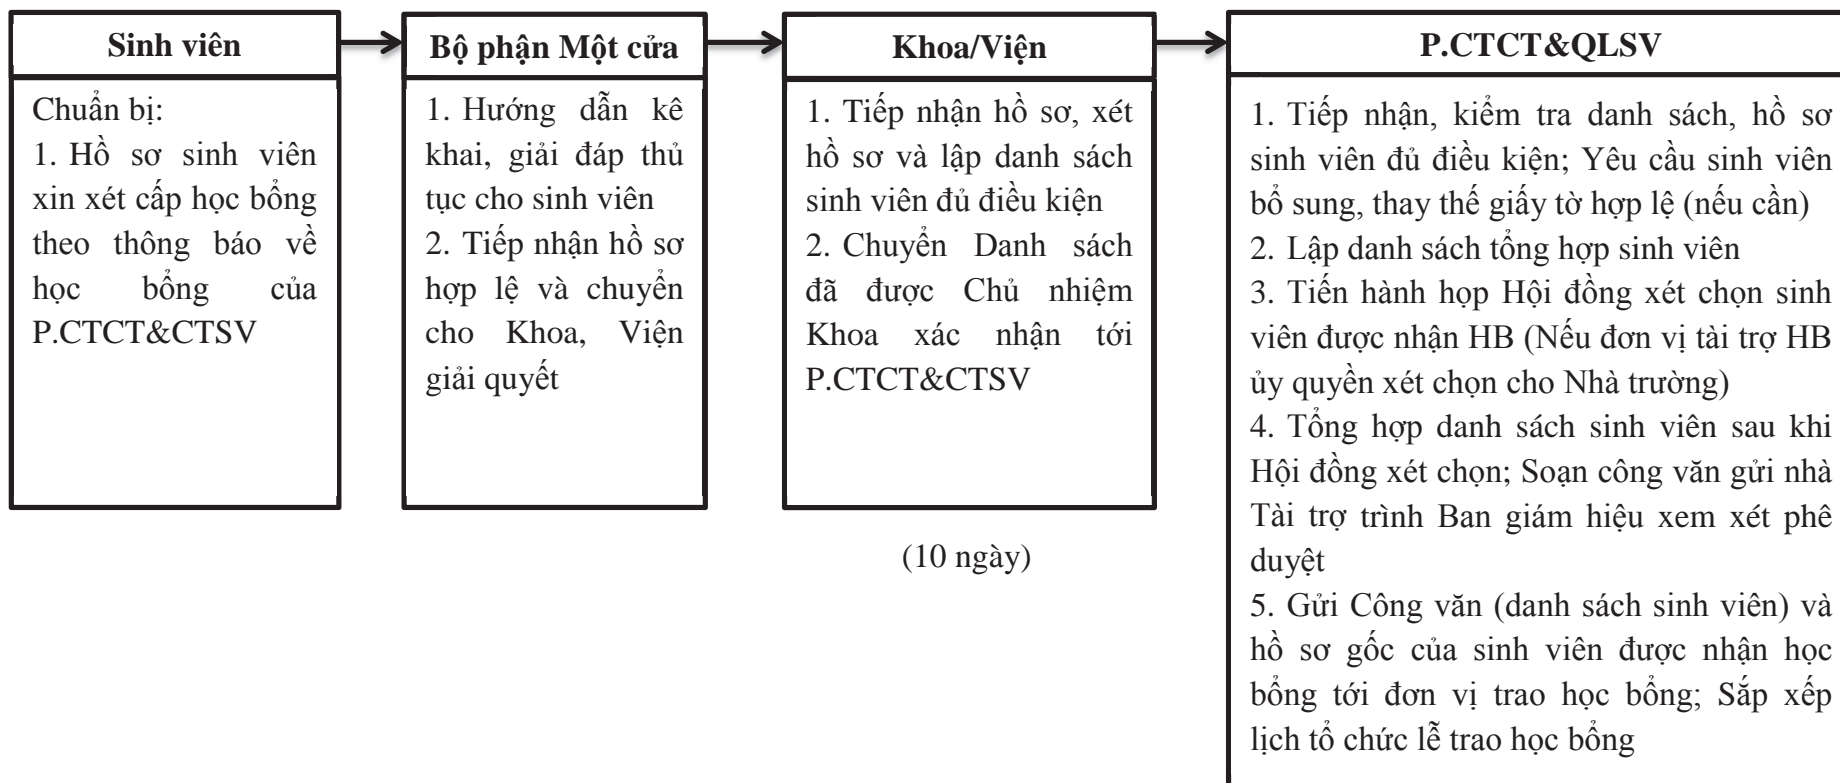 Sinh viên
Chuẩn bị:
1. Hồ sơ sinh viên
xin xét cấp học bổng
theo thông báo về
học bổng của
P.CTCT&CTSV
Bộ phận Một cửa
1. Hướng dẫn kê
khai, giải đáp thủ
tục cho sinh viên
2. Tiếp nhận hồ sơ
hợp lệ và chuyển
cho Khoa, Viện
giải quyết
Khoa/Viện
1. Tiếp nhận hồ sơ, xét
hồ sơ và lập danh sách
sinh viên đủ điều kiện
2. Chuyển Danh sách
đã được Chủ nhiệm
Khoa xác nhận tới
P.CTCT&CTSV
(10 ngày)
P.CTCT&QLSV
1. Tiếp nhận, kiểm tra danh sách, hồ sơ
sinh viên đủ điều kiện; Yêu cầu sinh viên
bổ sung, thay thế giấy tờ hợp lệ (nếu cần)
2. Lập danh sách tổng hợp sinh viên
3. Tiến hành họp Hội đồng xét chọn sinh
viên được nhận HB (Nếu đơn vị tài trợ HB
ủy quyền xét chọn cho Nhà trường)
4. Tổng hợp danh sách sinh viên sau khi
Hội đồng xét chọn; Soạn công văn gửi nhà
Tài trợ trình Ban giám hiệu xem xét phê
duyệt
5. Gửi Công văn (danh sách sinh viên) và
hồ sơ gốc của sinh viên được nhận học
bổng tới đơn vị trao học bổng; Sắp xếp
lịch tổ chức lễ trao học bổng